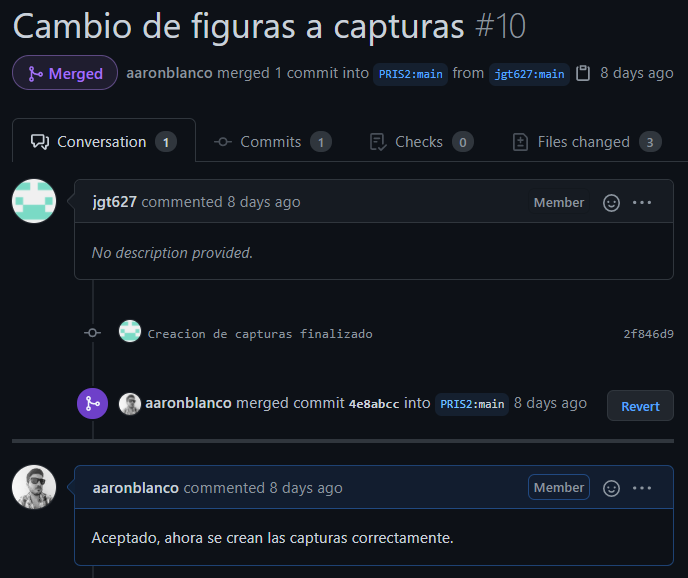 Cambio de figuras a capturas #10
Merged aaronblanco merged 1 commit into PRIS2:main from jgt627:main 8 days ago
Conversation 1 Commits 1 Checks 0 Files changed 3
jgt627 commented 8 days ago Member
No description provided.
Creacion de capturas finalizado 2f846d9
aaronblanco merged commit 4e8abcc into PRIS2:main 8 days ago Revert
aaronblanco commented 8 days ago Member
Aceptado, ahora se crean las capturas correctamente.